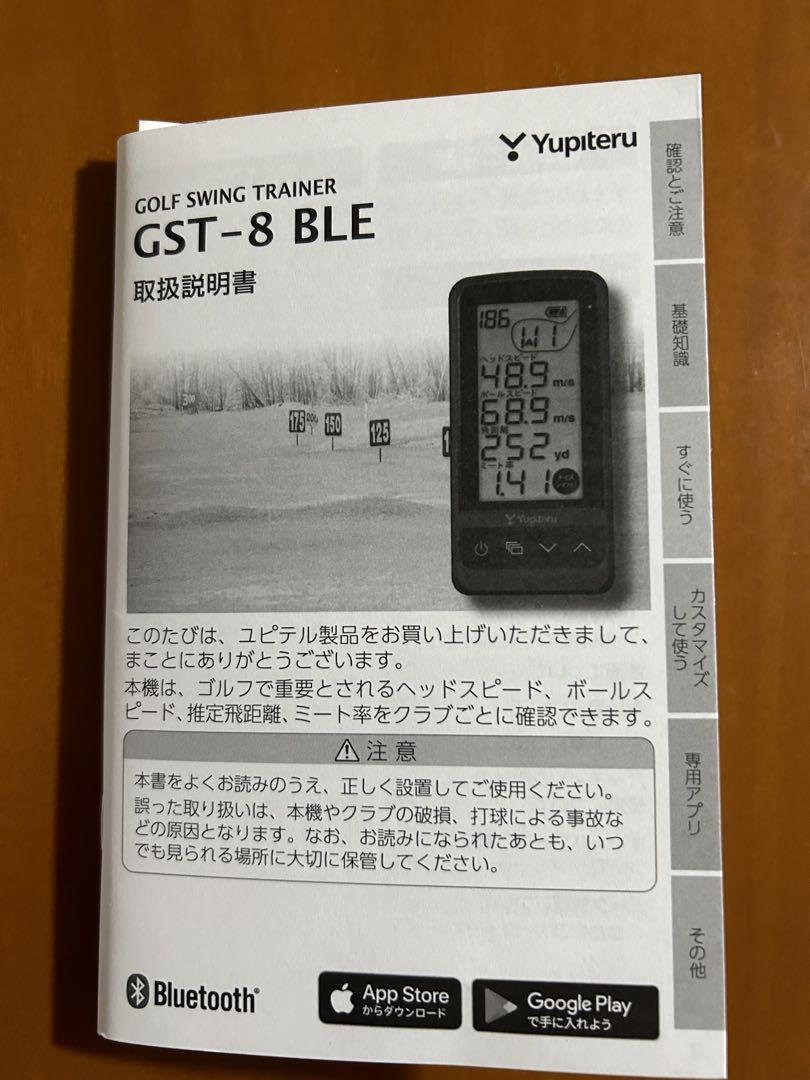 Yupiteru
GOLF SWING TRAINER
GST-8 BLE
取扱説明書
186
W1
ヘッドスピード
48.9 m/s
ボールスピード
68.9 m/s
飛距離
252 yd
ミート率
1.41
Yupiteru
300
175
200
150
125
1
このたびは、ユピテル製品をお買い上げいただきまして、
まことにありがとうございます。
本機は、ゴルフで重要とされるヘッドスピード、ボールス
ピード、推定飛距離、ミート率をクラブごとに確認できます。
注意
本書をよくお読みのうえ、正しく設置してご使用ください。
誤った取り扱いは、本機やクラブの破損、打球による事故な
どの原因となります。なお、お読みになられたあとも、いつ
でも見られる場所に大切に保管してください。
Bluetooth®
App Store
からダウンロード
Google Play
で手に入れよう
確認とご注意
基礎知識
すぐに使う
カスタマイズ
して使う
専用アプリ
その他